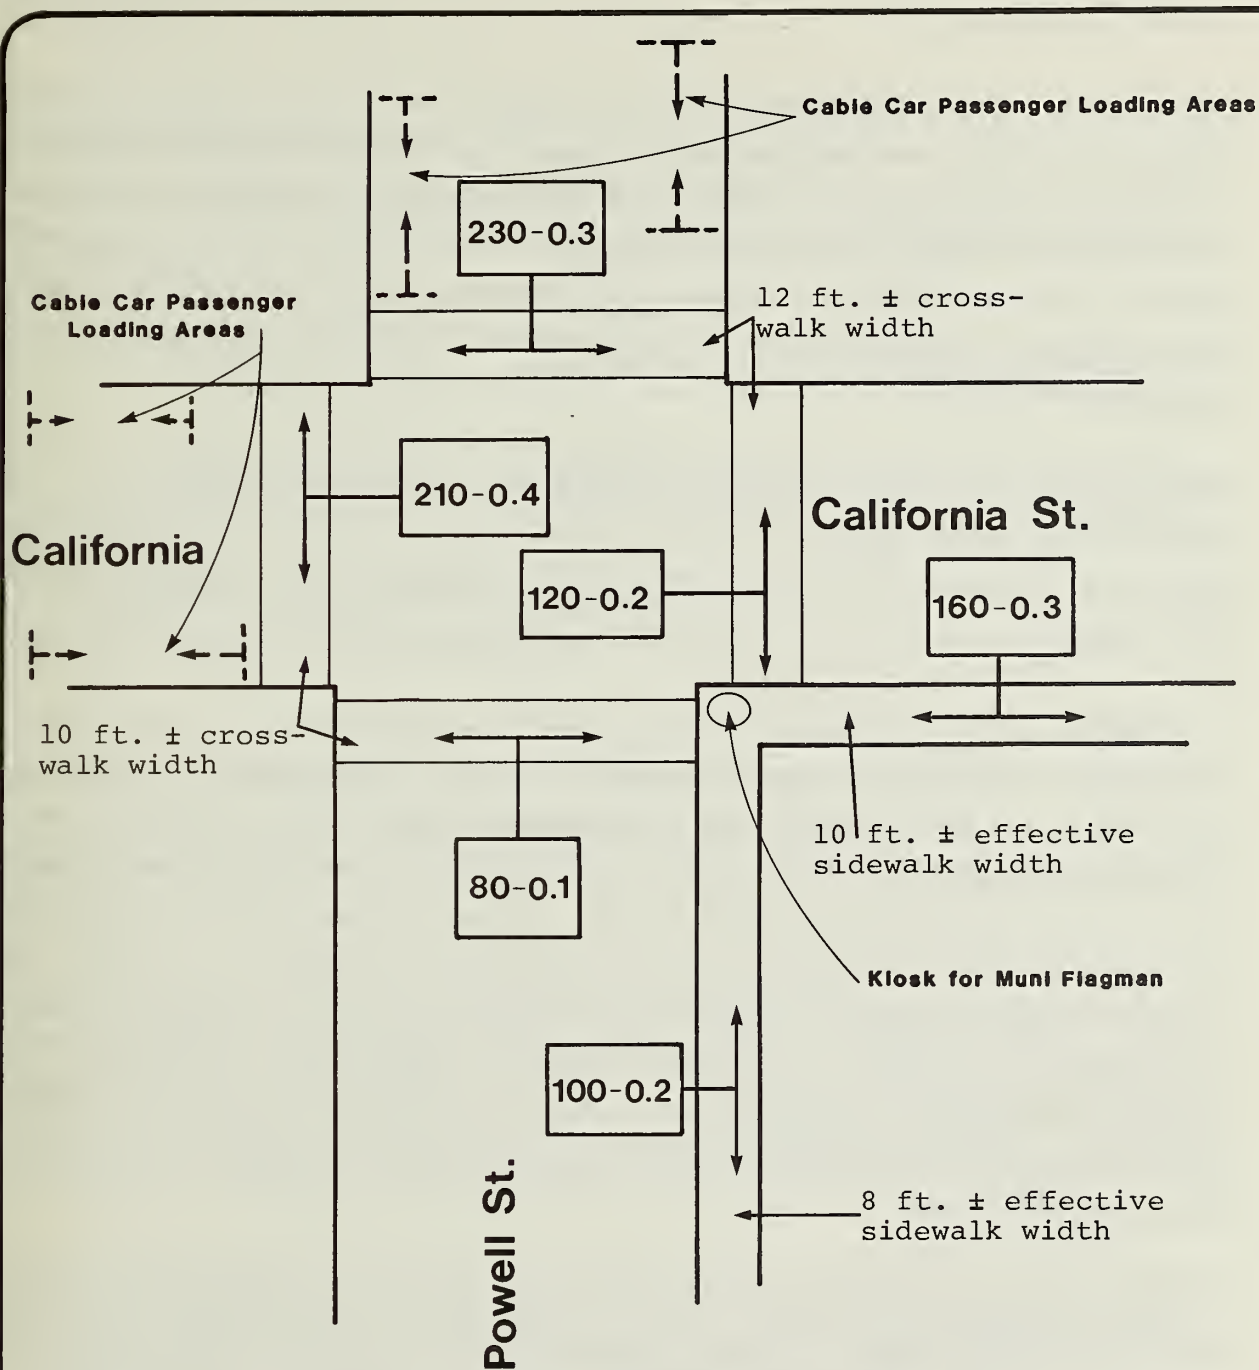 Cable Car Passenger Loading Areas
230-0.3
Cable Car Passenger
Loading Areas
12 ft. ± cross-
walk width
210-0.4
California St.
California
120-0.2
160-0.3
10 ft. ± cross-
walk width
10 ft. ± effective
sidewalk width
80-0.1
Kiosk for Muni Flagman
100-0.2
Powell St.
8 ft. ± effective
sidewalk width